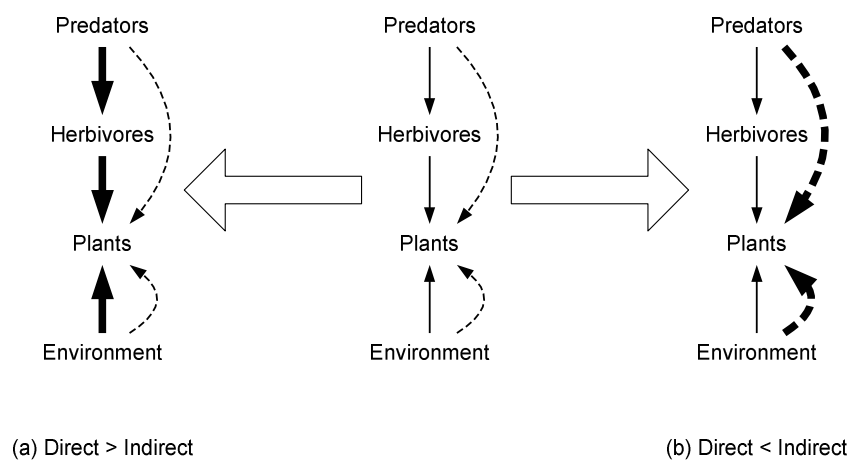 Predators Predators Predators
Herbivores Herbivores Herbivores
Plants Plants Plants
Environment Environment Environment
(a) Direct > Indirect (b) Direct < Indirect